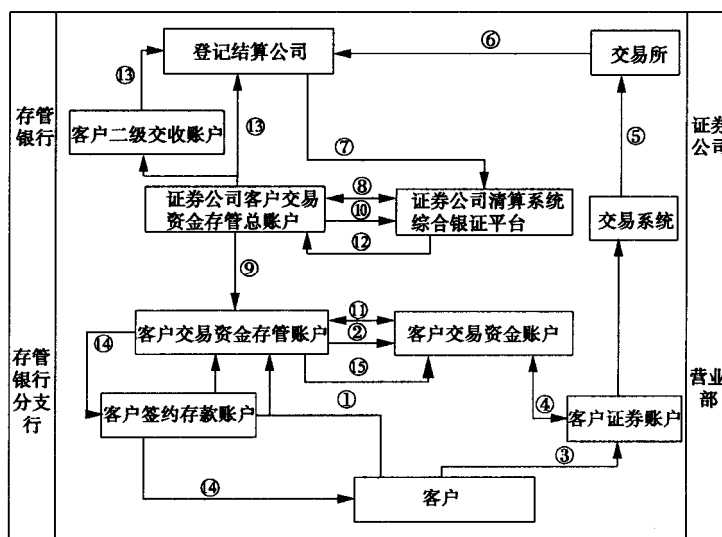 登记结算公司
⑥
交易所
⑬
存管
银行
客户二级交收账户
⑬
⑦
⑤
证券
公司
证券公司客户交易
资金存管总账户
⑧
⑩
⑫
证券公司清算系统
综合银证平台
交易系统
⑨
客户交易资金存管账户
⑪
②
⑮
客户交易资金账户
⑭
存管
银行
分支
行
客户签约存款账户
①
④
客户证券账户
营业
部
③
⑭
客户